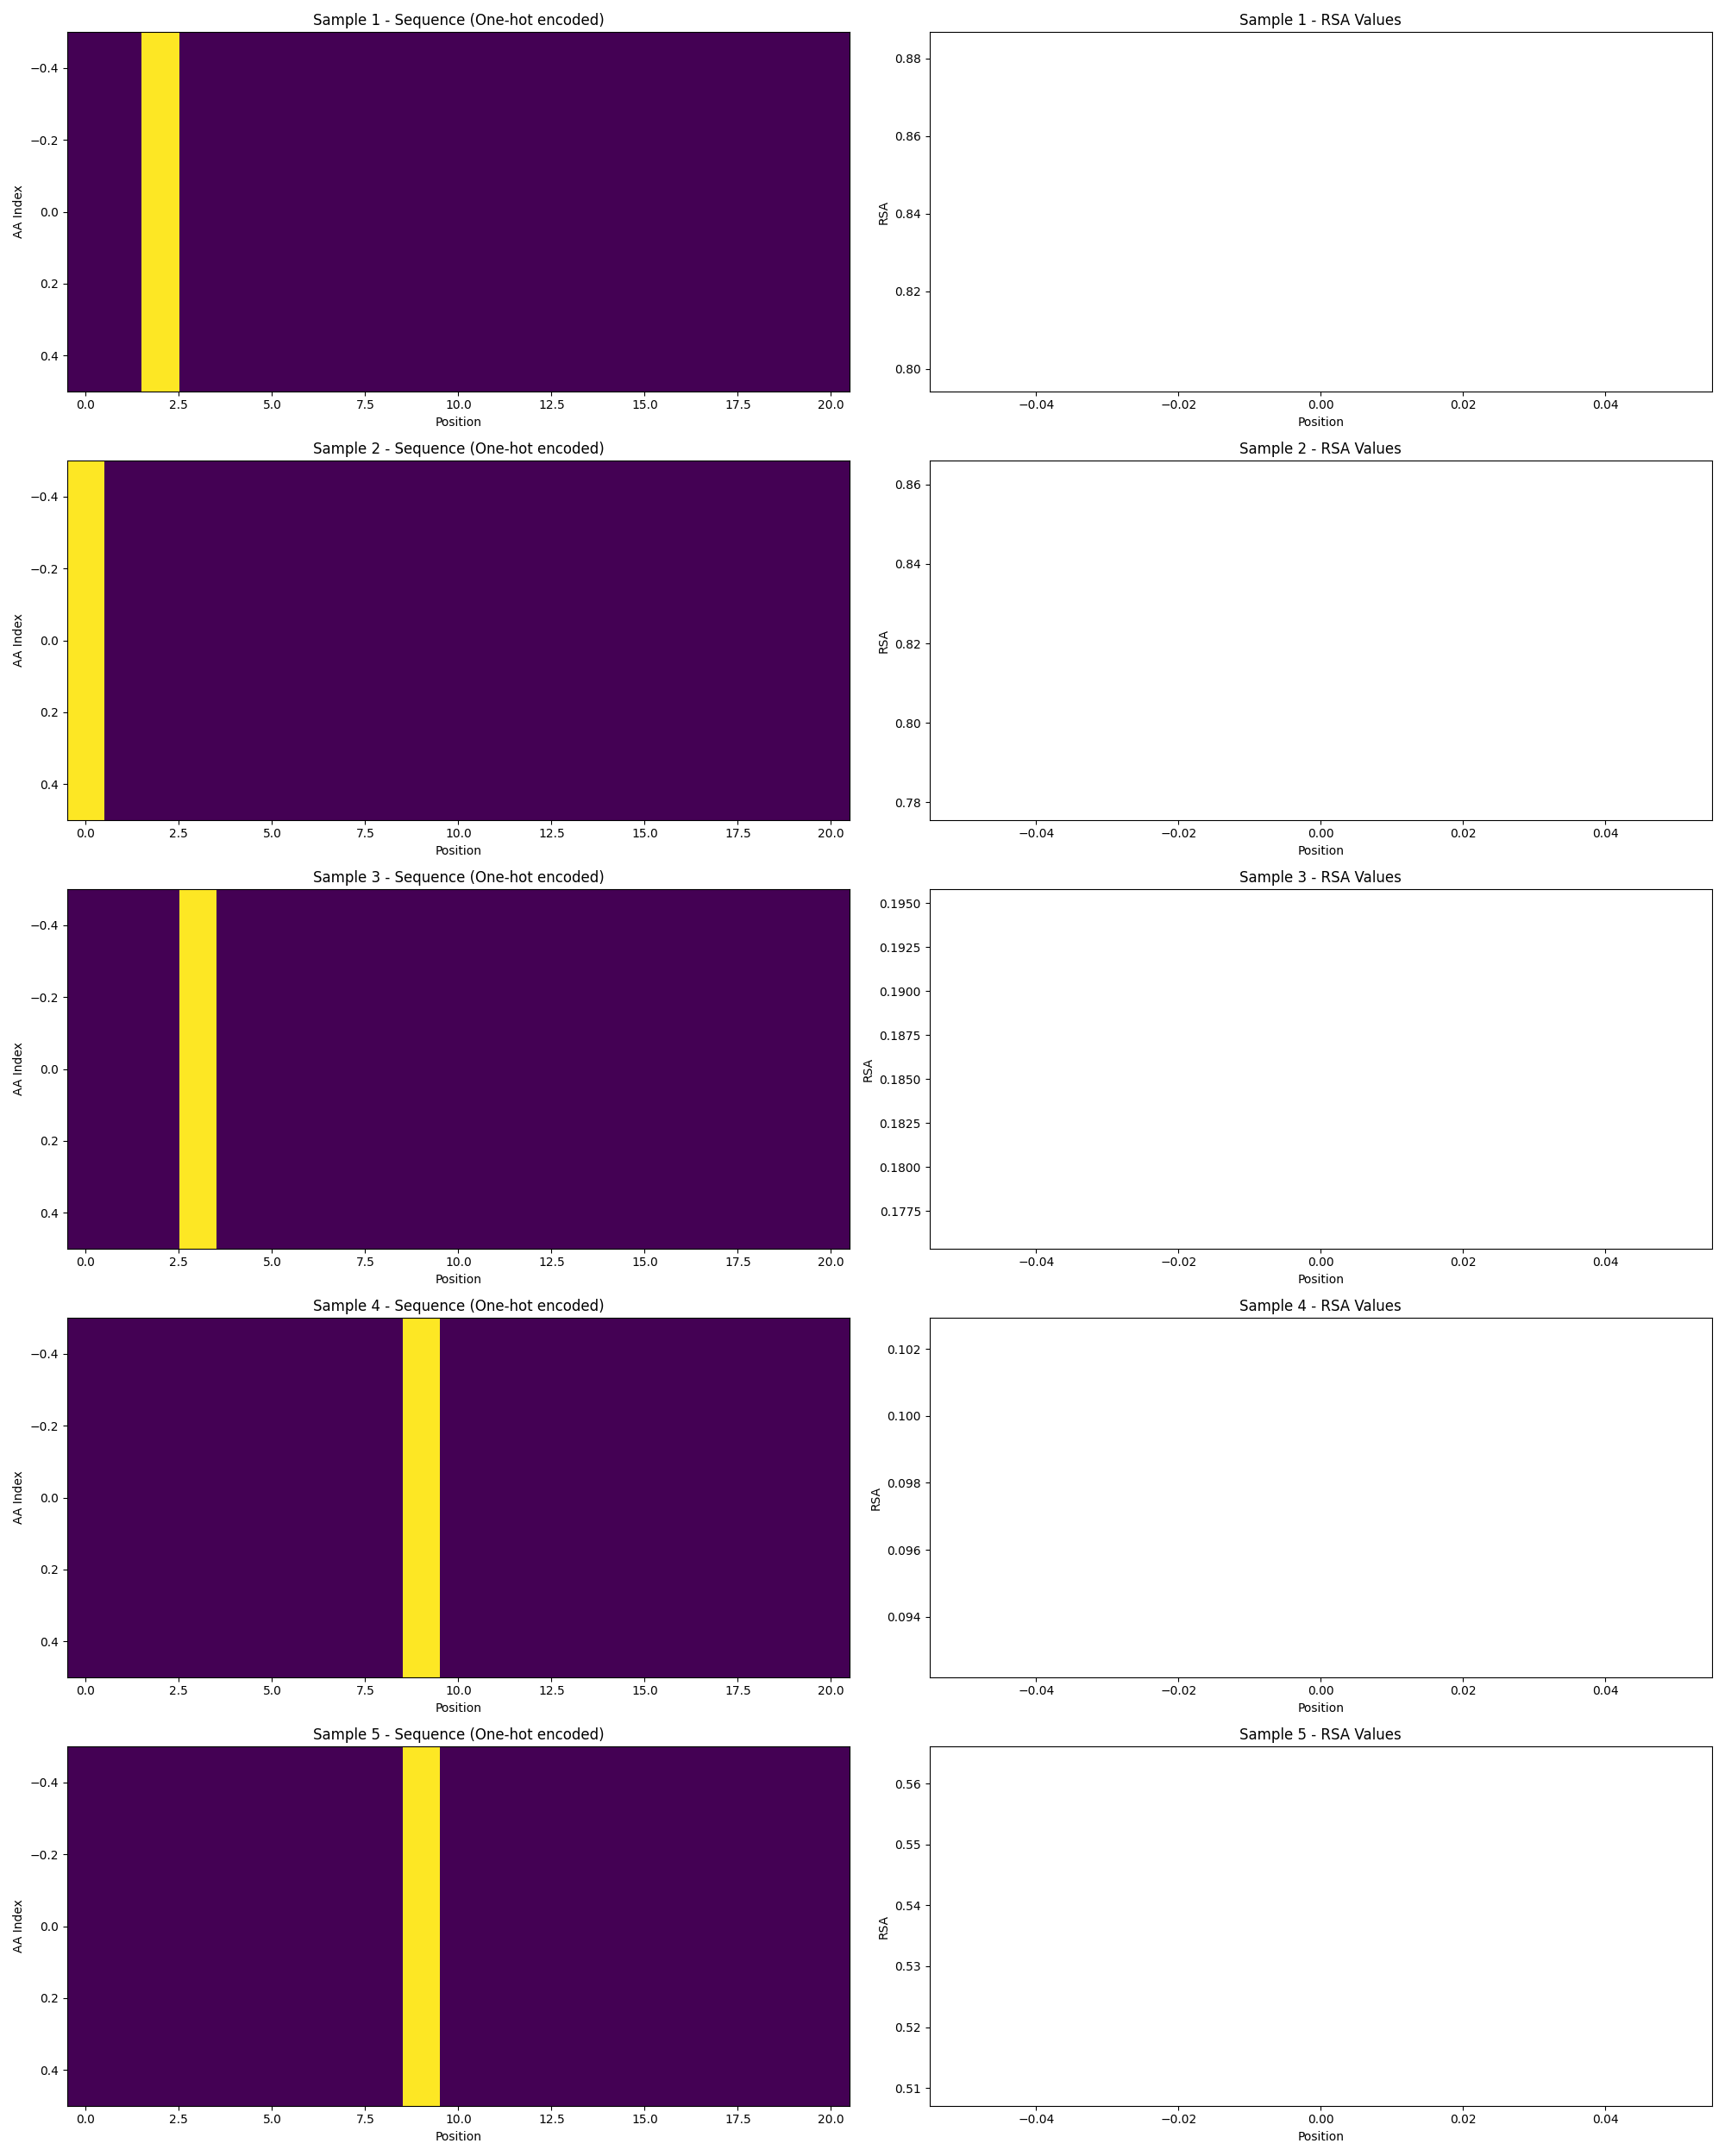 Sample 1 - Sequence (One-hot encoded)
AA Index
−0.4
−0.2
0.0
0.2
0.4
0.0 2.5 5.0 7.5 10.0 12.5 15.0 17.5 20.0
Position
Sample 1 - RSA Values
RSA
0.88
0.86
0.84
0.82
0.80
−0.04 −0.02 0.00 0.02 0.04
Position
Sample 2 - Sequence (One-hot encoded)
AA Index
−0.4
−0.2
0.0
0.2
0.4
0.0 2.5 5.0 7.5 10.0 12.5 15.0 17.5 20.0
Position
Sample 2 - RSA Values
RSA
0.86
0.84
0.82
0.80
0.78
−0.04 −0.02 0.00 0.02 0.04
Position
Sample 3 - Sequence (One-hot encoded)
AA Index
−0.4
−0.2
0.0
0.2
0.4
0.0 2.5 5.0 7.5 10.0 12.5 15.0 17.5 20.0
Position
Sample 3 - RSA Values
RSA
0.1950
0.1925
0.1900
0.1875
0.1850
0.1825
0.1800
0.1775
−0.04 −0.02 0.00 0.02 0.04
Position
Sample 4 - Sequence (One-hot encoded)
AA Index
−0.4
−0.2
0.0
0.2
0.4
0.0 2.5 5.0 7.5 10.0 12.5 15.0 17.5 20.0
Position
Sample 4 - RSA Values
RSA
0.102
0.100
0.098
0.096
0.094
−0.04 −0.02 0.00 0.02 0.04
Position
Sample 5 - Sequence (One-hot encoded)
AA Index
−0.4
−0.2
0.0
0.2
0.4
0.0 2.5 5.0 7.5 10.0 12.5 15.0 17.5 20.0
Position
Sample 5 - RSA Values
RSA
0.56
0.55
0.54
0.53
0.52
0.51
−0.04 −0.02 0.00 0.02 0.04
Position